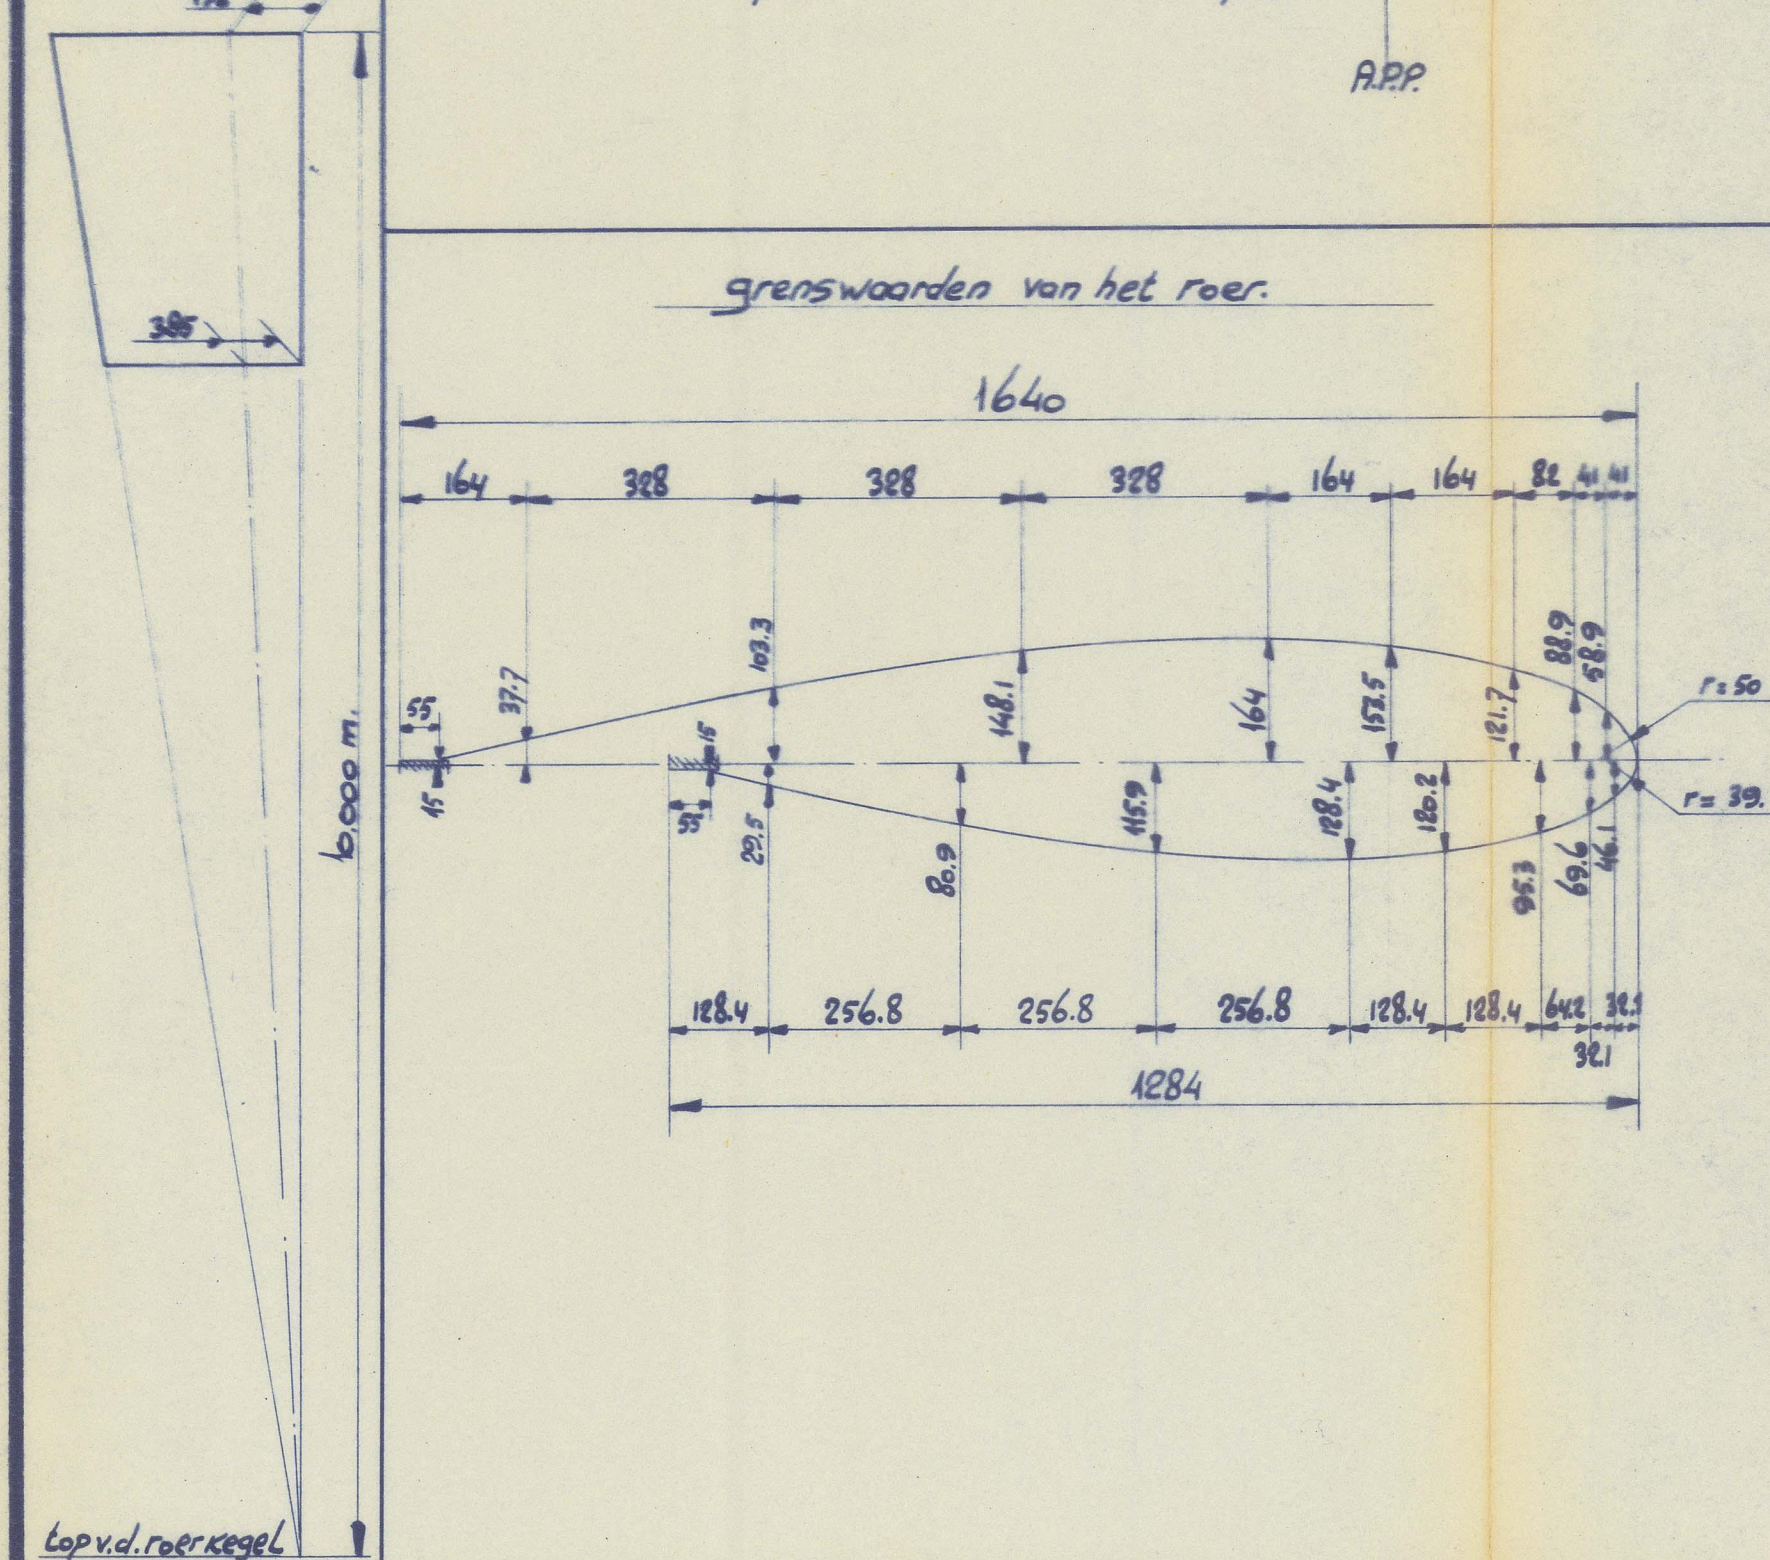 A.P.P.
grenswaarden van het roer.
385
1640
164 328 328 328 164 164 82 41 41
55 37.7 103.3 148.1 164 153.5 121.7 88.9 58.9
r=50
15 15
r= 39.
55 29.5 80.9 115.9 128.4 120.2 95.3 69.6 46.1
10,000 m.
128.4 256.8 256.8 256.8 128.4 128.4 64.2 32.1
32.1
1284
top v.d. roerkegel